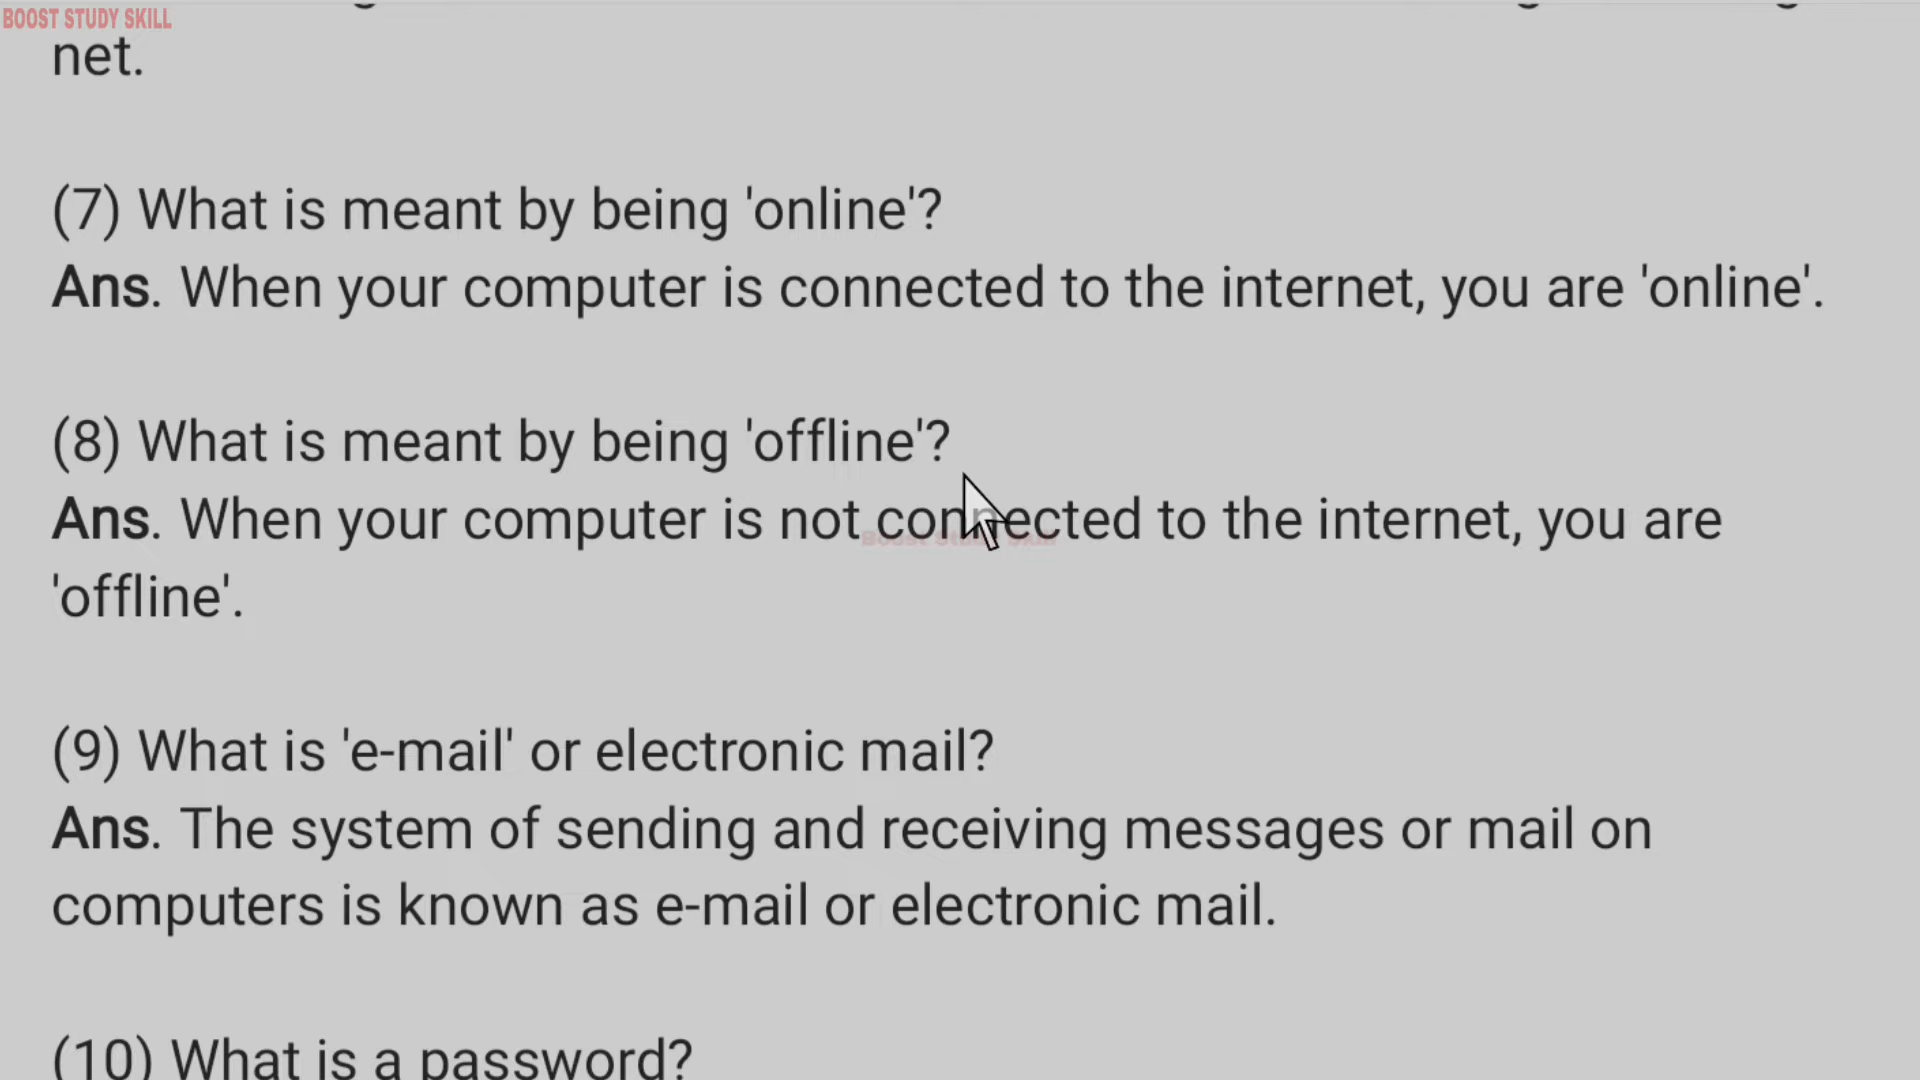 BOOST STUDY SKILL
net.
(7) What is meant by being 'online'?
Ans. When your computer is connected to the internet, you are 'online'.
(8) What is meant by being 'offline'?
Ans. When your computer is not connected to the internet, you are
Boost Study Skill
'offline'.
(9) What is 'e-mail' or electronic mail?
Ans. The system of sending and receiving messages or mail on
computers is known as e-mail or electronic mail.
(10) What is a password?